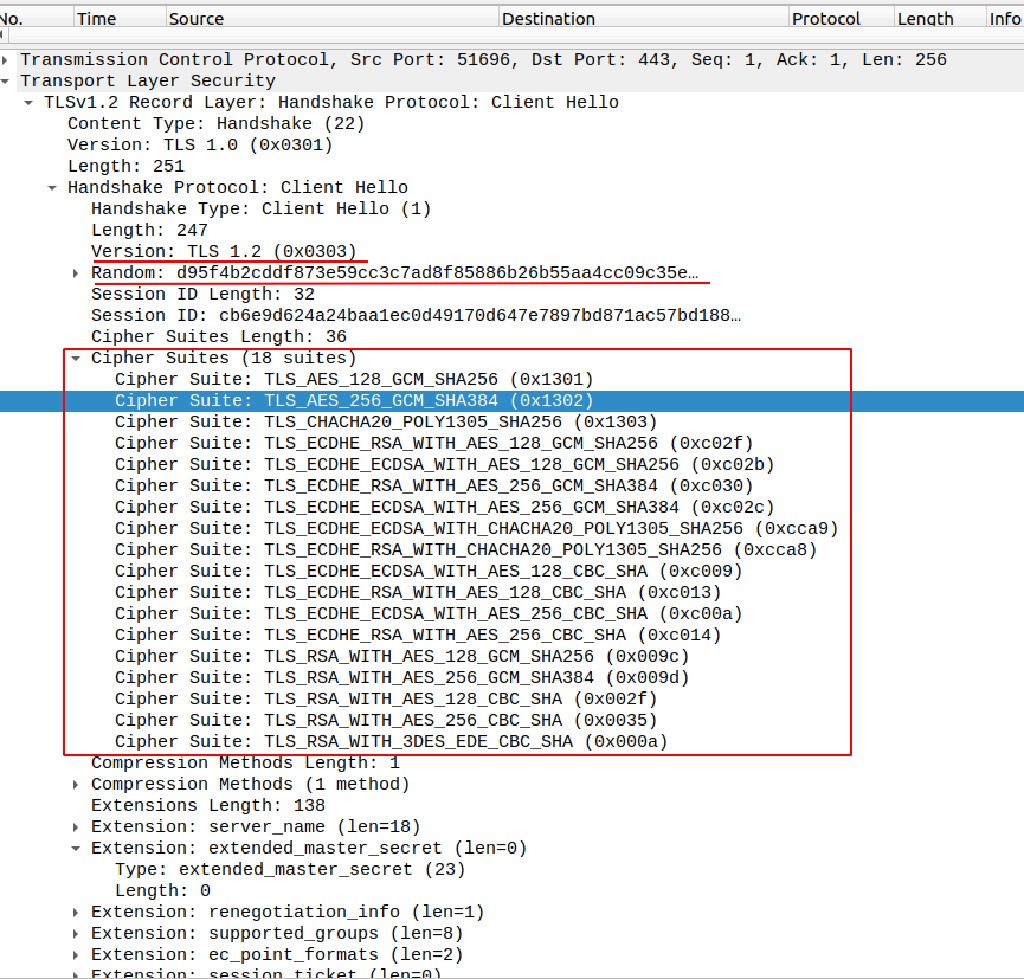 No. Time Source Destination Protocol Length Info
Transmission Control Protocol, Src Port: 51696, Dst Port: 443, Seq: 1, Ack: 1, Len: 256
Transport Layer Security
TLSv1.2 Record Layer: Handshake Protocol: Client Hello
Content Type: Handshake (22)
Version: TLS 1.0 (0x0301)
Length: 251
Handshake Protocol: Client Hello
Handshake Type: Client Hello (1)
Length: 247
Version: TLS 1.2 (0x0303)
Random: d95f4b2cddf873e59cc3c7ad8f85886b26b55aa4cc09c35e…
Session ID Length: 32
Session ID: cb6e9d624a24baa1ec0d49170d647e7897bd871ac57bd188…
Cipher Suites Length: 36
Cipher Suites (18 suites)
Cipher Suite: TLS_AES_128_GCM_SHA256 (0x1301)
Cipher Suite: TLS_AES_256_GCM_SHA384 (0x1302)
Cipher Suite: TLS_CHACHA20_POLY1305_SHA256 (0x1303)
Cipher Suite: TLS_ECDHE_RSA_WITH_AES_128_GCM_SHA256 (0xc02f)
Cipher Suite: TLS_ECDHE_ECDSA_WITH_AES_128_GCM_SHA256 (0xc02b)
Cipher Suite: TLS_ECDHE_RSA_WITH_AES_256_GCM_SHA384 (0xc030)
Cipher Suite: TLS_ECDHE_ECDSA_WITH_AES_256_GCM_SHA384 (0xc02c)
Cipher Suite: TLS_ECDHE_ECDSA_WITH_CHACHA20_POLY1305_SHA256 (0xcca9)
Cipher Suite: TLS_ECDHE_RSA_WITH_CHACHA20_POLY1305_SHA256 (0xcca8)
Cipher Suite: TLS_ECDHE_ECDSA_WITH_AES_128_CBC_SHA (0xc009)
Cipher Suite: TLS_ECDHE_RSA_WITH_AES_128_CBC_SHA (0xc013)
Cipher Suite: TLS_ECDHE_ECDSA_WITH_AES_256_CBC_SHA (0xc00a)
Cipher Suite: TLS_ECDHE_RSA_WITH_AES_256_CBC_SHA (0xc014)
Cipher Suite: TLS_RSA_WITH_AES_128_GCM_SHA256 (0x009c)
Cipher Suite: TLS_RSA_WITH_AES_256_GCM_SHA384 (0x009d)
Cipher Suite: TLS_RSA_WITH_AES_128_CBC_SHA (0x002f)
Cipher Suite: TLS_RSA_WITH_AES_256_CBC_SHA (0x0035)
Cipher Suite: TLS_RSA_WITH_3DES_EDE_CBC_SHA (0x000a)
Compression Methods Length: 1
Compression Methods (1 method)
Extensions Length: 138
Extension: server_name (len=18)
Extension: extended_master_secret (len=0)
Type: extended_master_secret (23)
Length: 0
Extension: renegotiation_info (len=1)
Extension: supported_groups (len=8)
Extension: ec_point_formats (len=2)
Extension: session_ticket (len=0)